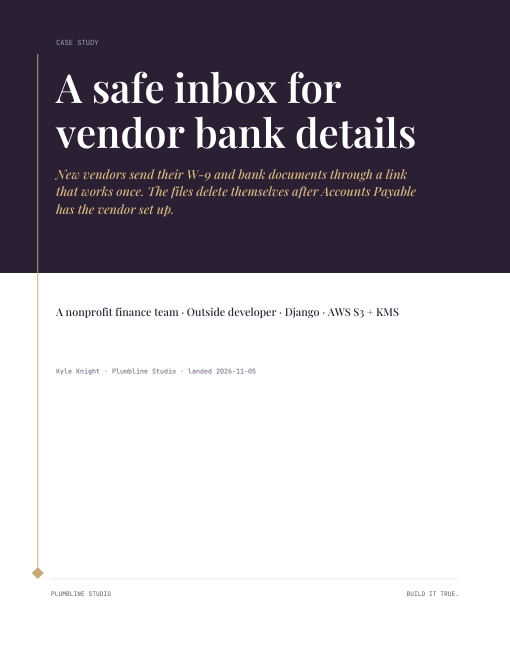 CASE STUDY
A safe inbox for
vendor bank details
New vendors send their W-9 and bank documents through a link
that works once. The files delete themselves after Accounts Payable
has the vendor set up.
A nonprofit finance team · Outside developer · Django · AWS S3 + KMS
Kyle Knight · Plumbline Studio · landed 2026-11-05
PLUMBLINE STUDIO
BUILD IT TRUE.